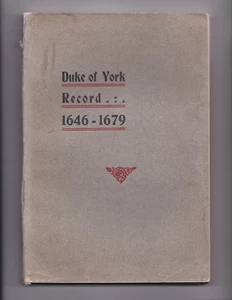 Duke of York
Record . : .
1646 - 1679